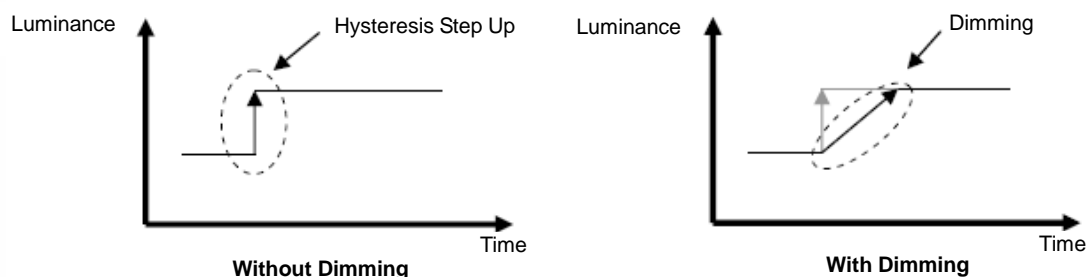 Luminance
Hysteresis Step Up
Time
Without Dimming
Luminance
Dimming
Time
With Dimming